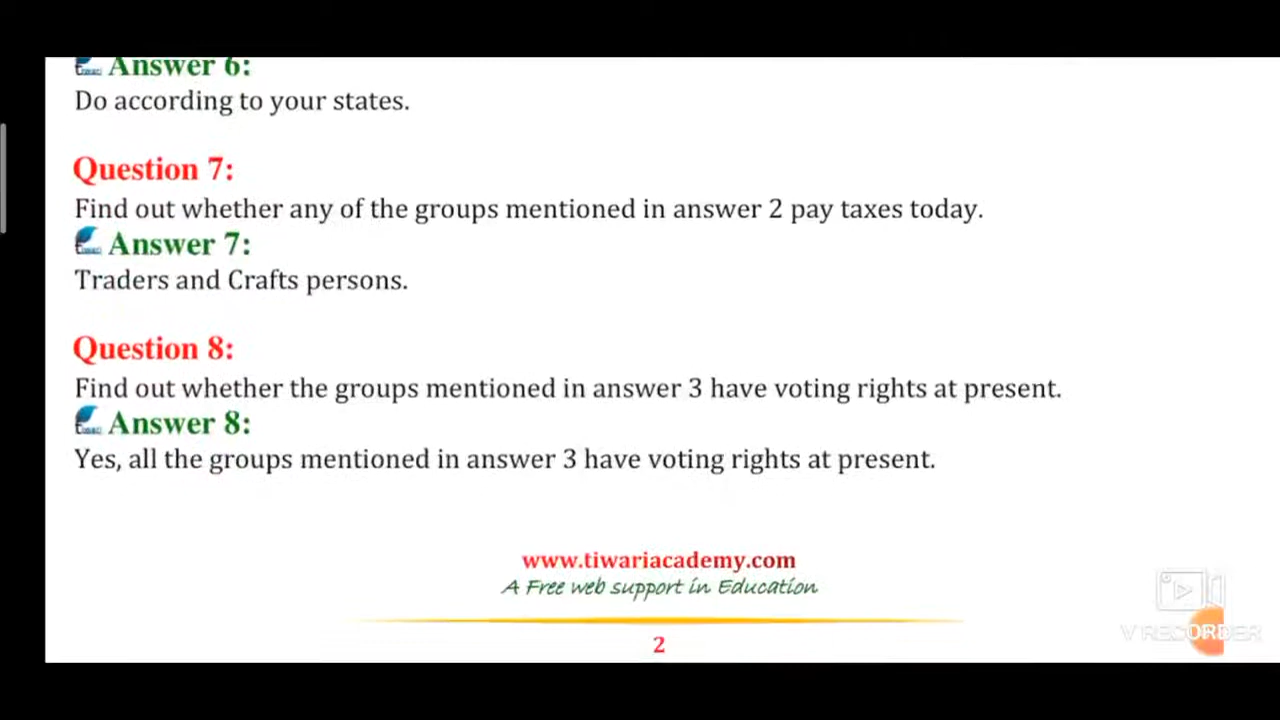 Answer 6:
Do according to your states.
Question 7:
Find out whether any of the groups mentioned in answer 2 pay taxes today.
Answer 7:
Traders and Crafts persons.
Question 8:
Find out whether the groups mentioned in answer 3 have voting rights at present.
Answer 8:
Yes, all the groups mentioned in answer 3 have voting rights at present.
www.tiwariacademy.com
A Free web support in Education
2
V RECORDER